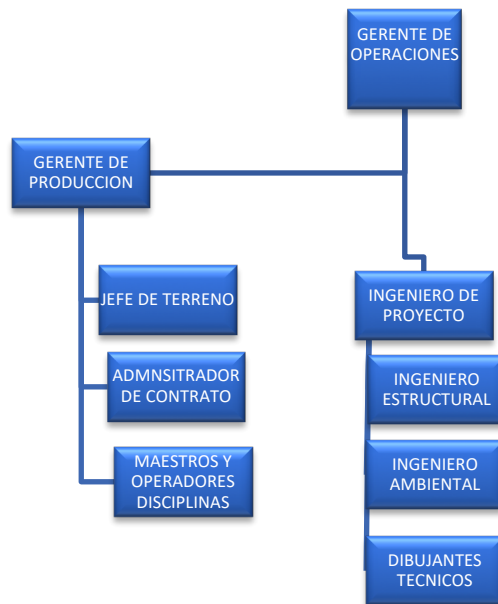 GERENTE DE
OPERACIONES
GERENTE DE
PRODUCCION
JEFE DE TERRENO
ADMNSITRADOR
DE CONTRATO
MAESTROS Y
OPERADORES
DISCIPLINAS
INGENIERO DE
PROYECTO
INGENIERO
ESTRUCTURAL
INGENIERO
AMBIENTAL
DIBUJANTES
TECNICOS